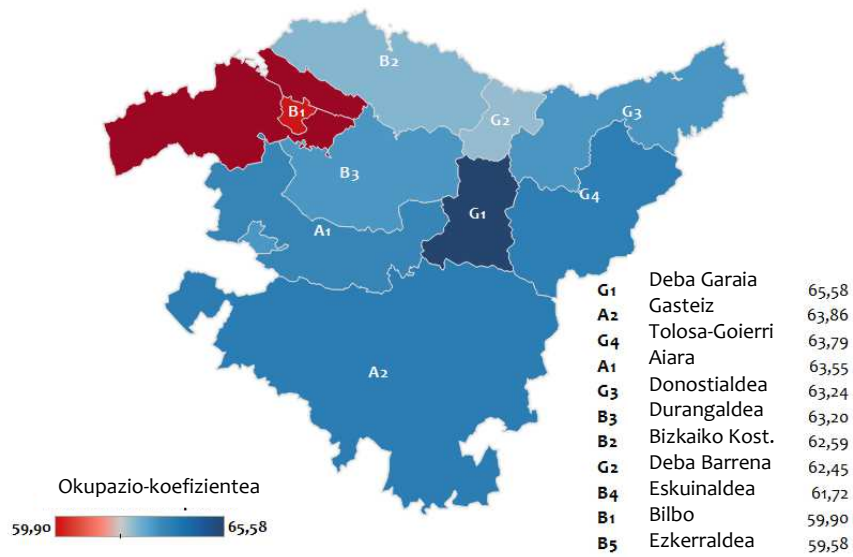 B2
B1
G2
G3
B3
G4
G1
A1
A2
G1 Deba Garaia 65,58
A2 Gasteiz 63,86
G4 Tolosa-Goierri 63,79
A1 Aiara 63,55
G3 Donostialdea 63,24
B3 Durangaldea 63,20
B2 Bizkaiko Kost. 62,59
G2 Deba Barrena 62,45
B4 Eskuinaldea 61,72
B1 Bilbo 59,90
B5 Ezkerraldea 59,58
Okupazio-koefizientea
59,90 65,58